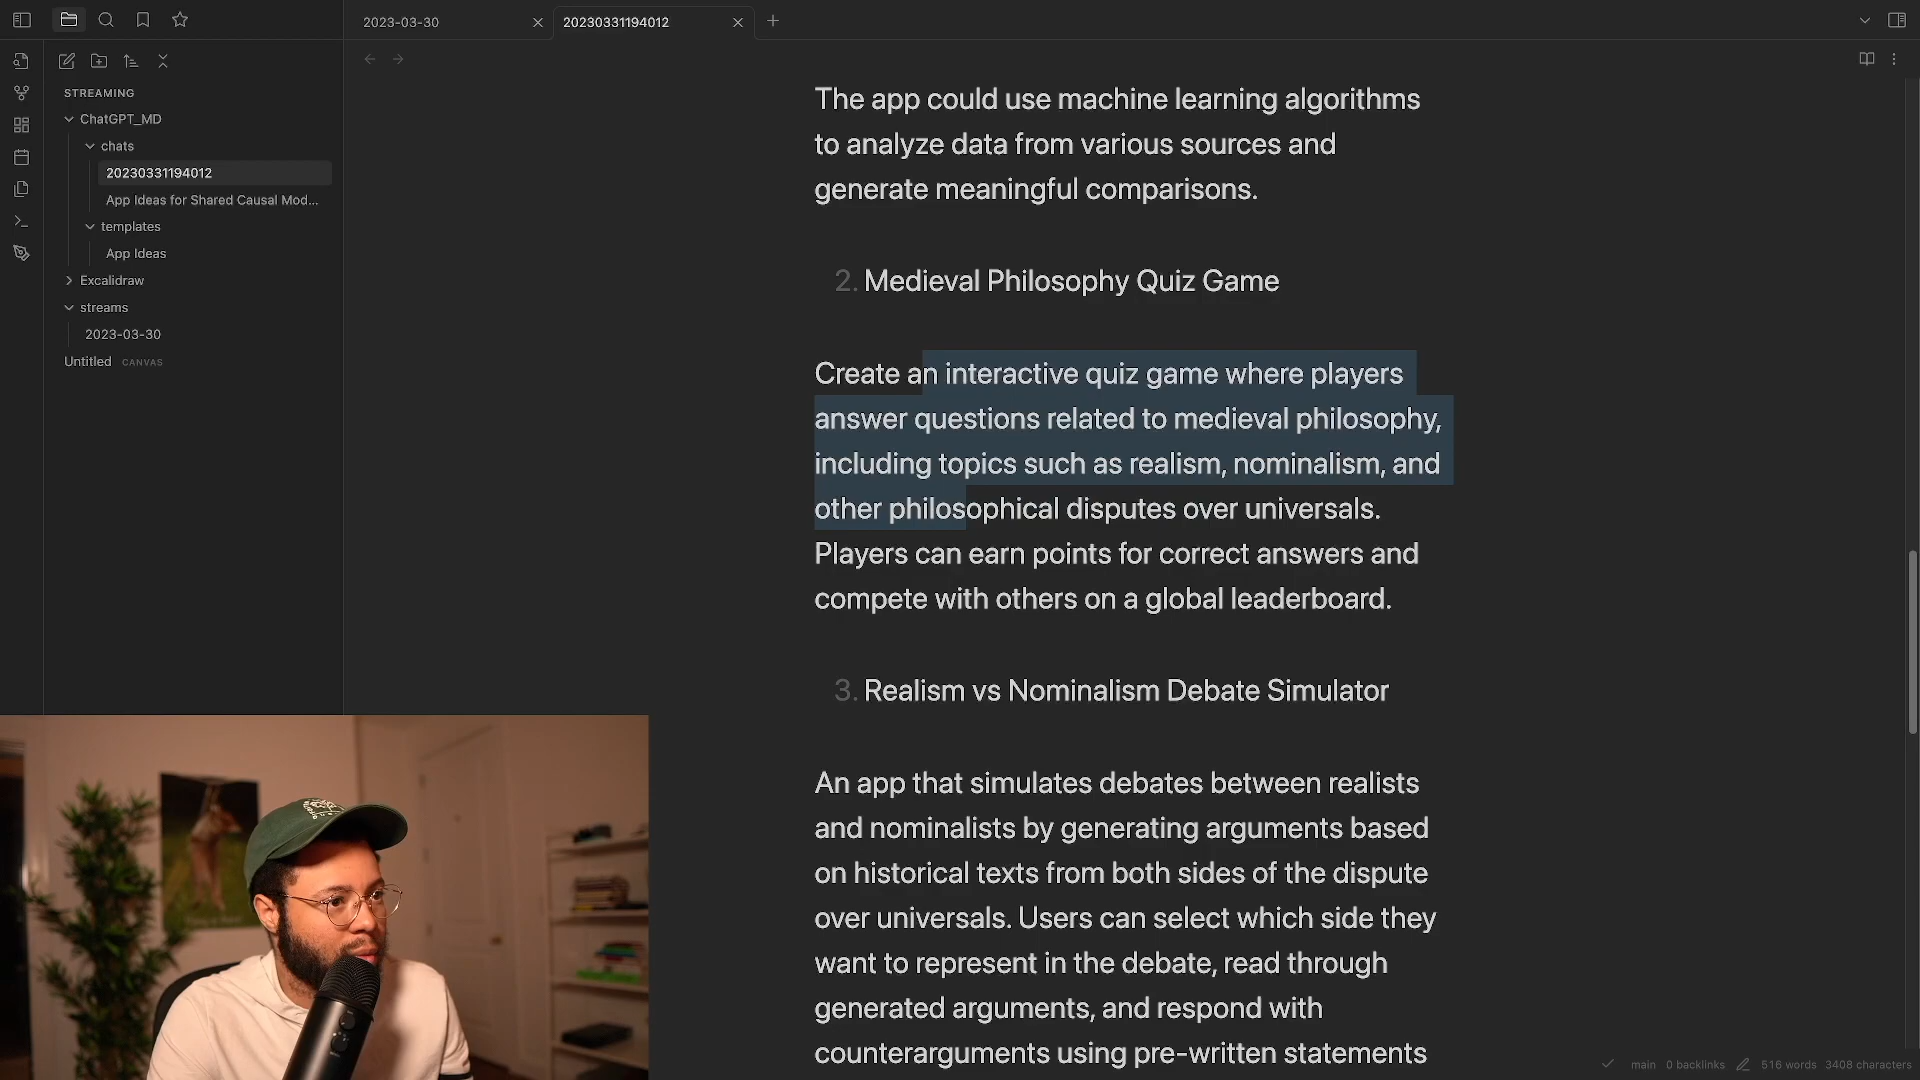 2023-03-30
20230331194012
STREAMING
ChatGPT_MD
chats
20230331194012
App Ideas for Shared Causal Mod...
templates
App Ideas
Excalidraw
streams
2023-03-30
Untitled CANVAS
The app could use machine learning algorithms
to analyze data from various sources and
generate meaningful comparisons.
2. Medieval Philosophy Quiz Game
Create an interactive quiz game where players
answer questions related to medieval philosophy,
including topics such as realism, nominalism, and
other philosophical disputes over universals.
Players can earn points for correct answers and
compete with others on a global leaderboard.
3. Realism vs Nominalism Debate Simulator
An app that simulates debates between realists
and nominalists by generating arguments based
on historical texts from both sides of the dispute
over universals. Users can select which side they
want to represent in the debate, read through
generated arguments, and respond with
counterarguments using pre-written statements
main 0 backlinks 516 words 3408 characters